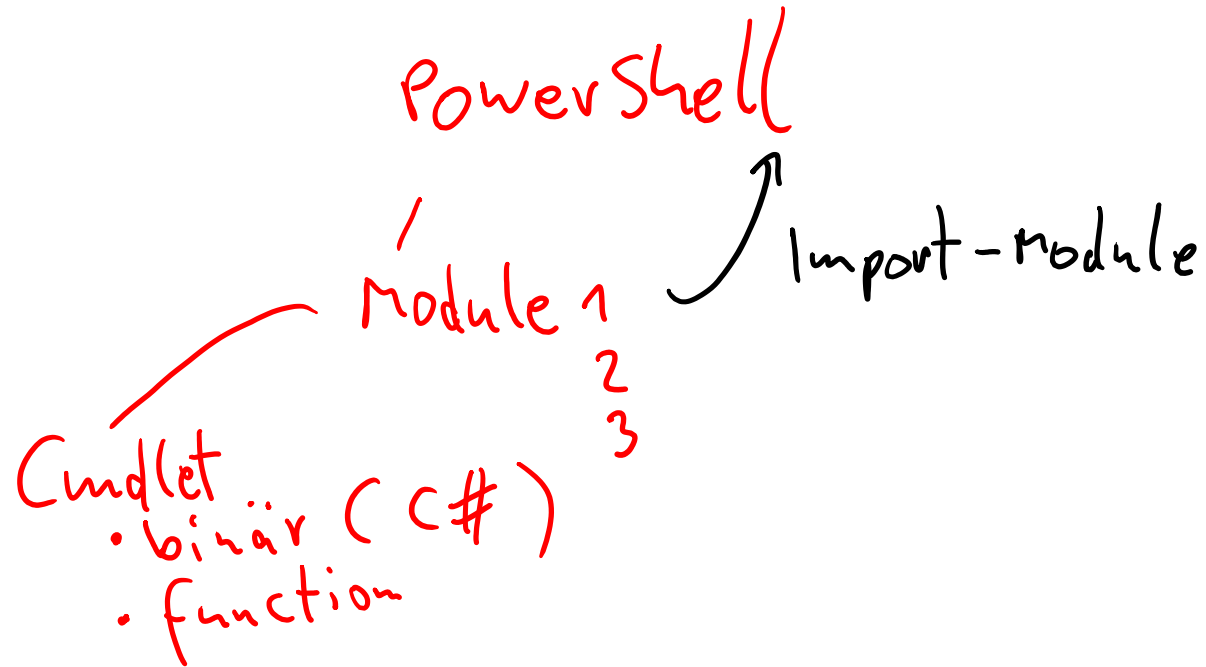 PowerShell
Import-Module
Module 1
2
3
Cmdlet
• binär (C#)
• function